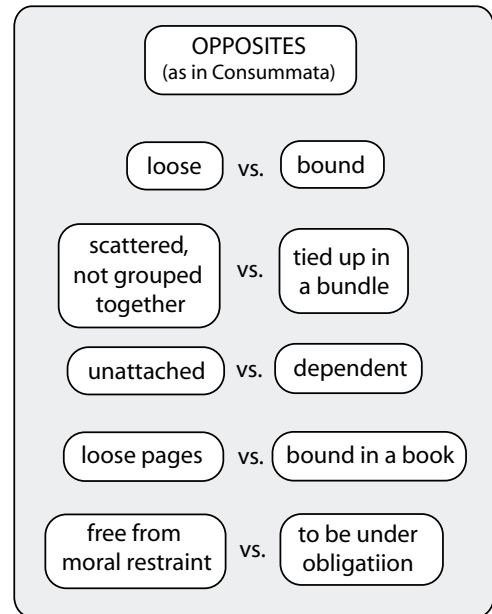 OPPOSITES
(as in Consummata)
loose vs. bound
scattered,
not grouped
together
vs.
tied up in
a bundle
unattached vs. dependent
loose pages vs. bound in a book
free from
moral restraint
vs.
to be under
obligatiion